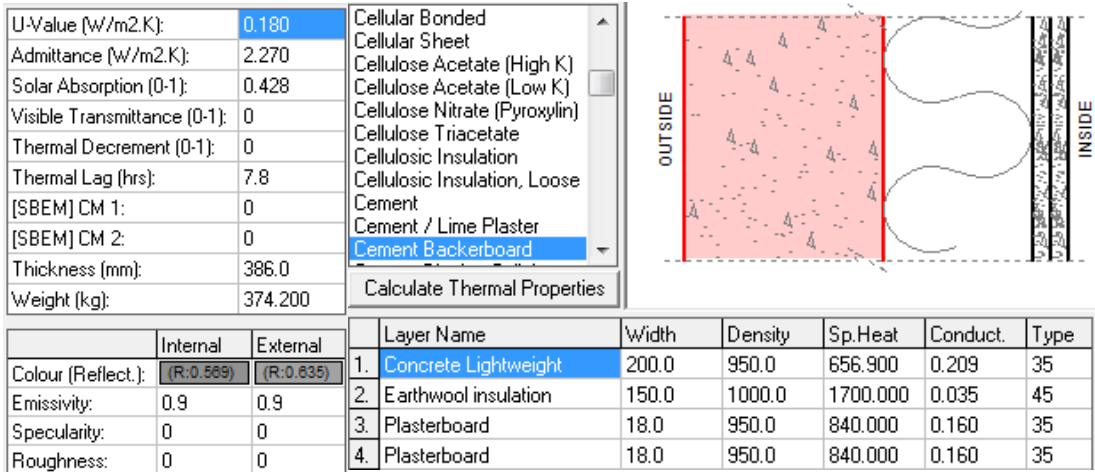 U-Value (W/m2.K): 0.180
Admittance (W/m2.K): 2.270
Solar Absorption (0-1): 0.428
Visible Transmittance (0-1): 0
Thermal Decrement (0-1): 0
Thermal Lag (hrs): 7.8
[SBEM] CM 1: 0
[SBEM] CM 2: 0
Thickness (mm): 386.0
Weight (kg): 374.200
Internal External
Colour (Reflect.): (R:0.569) (R:0.635)
Emissivity: 0.9 0.9
Specularity: 0 0
Roughness: 0 0
Cellular Bonded
Cellular Sheet
Cellulose Acetate (High K)
Cellulose Acetate (Low K)
Cellulose Nitrate (Pyroxylin)
Cellulose Triacetate
Cellulosic Insulation
Cellulosic Insulation, Loose
Cement
Cement / Lime Plaster
Cement Backerboard
Calculate Thermal Properties
OUTSIDE
INSIDE
Layer Name Width Density Sp.Heat Conduct. Type
1. Concrete Lightweight 200.0 950.0 656.900 0.209 35
2. Earthwool insulation 150.0 1000.0 1700.000 0.035 45
3. Plasterboard 18.0 950.0 840.000 0.160 35
4. Plasterboard 18.0 950.0 840.000 0.160 35